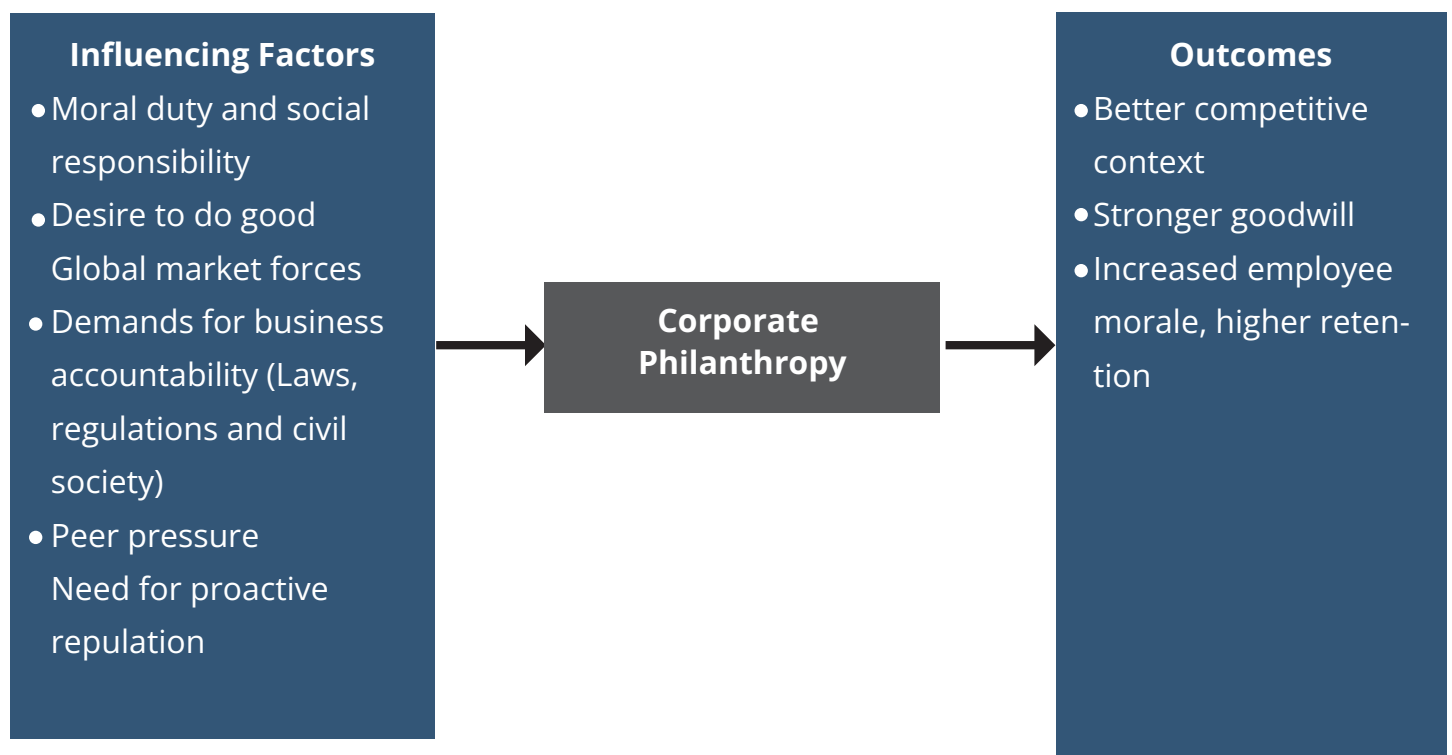 Influencing Factors
• Moral duty and social
responsibility
• Desire to do good
Global market forces
• Demands for business
accountability (Laws,
regulations and civil
society)
• Peer pressure
Need for proactive
repulation
Corporate
Philanthropy
Outcomes
• Better competitive
context
• Stronger goodwill
• Increased employee
morale, higher reten-
tion